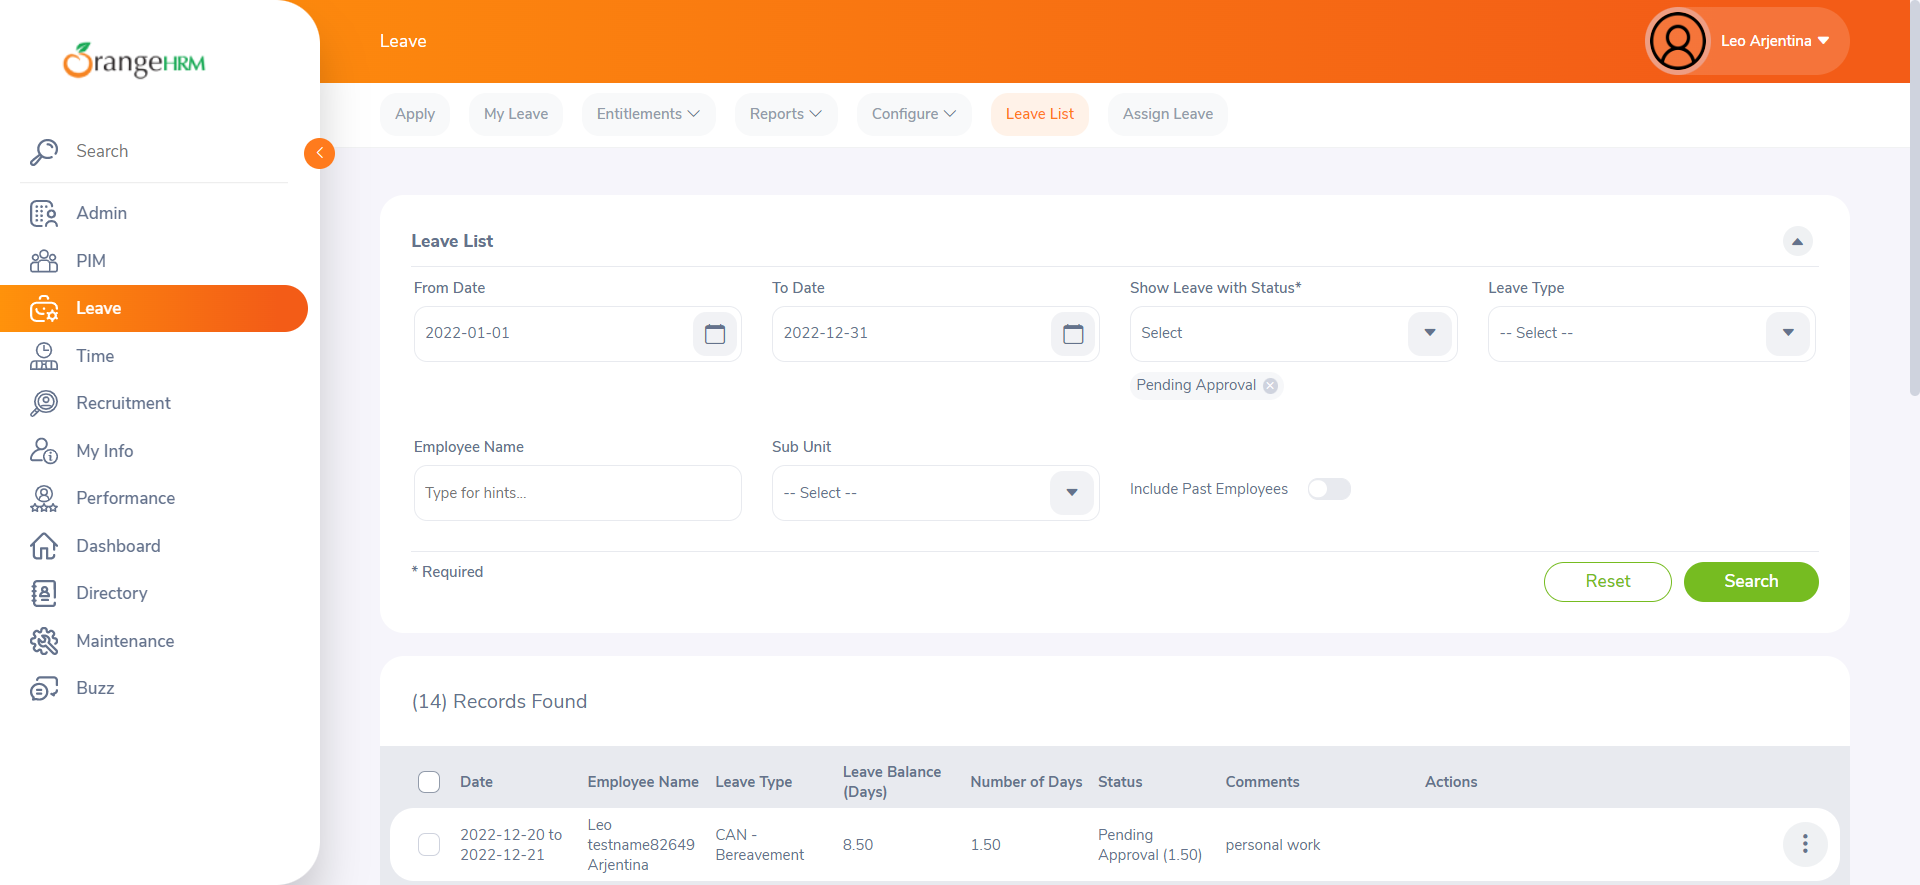 OrangeHRM
Search
Admin
PIM
Leave
Time
Recruitment
My Info
Performance
Dashboard
Directory
Maintenance
Buzz
Leave
Leo Arjentina
Apply
My Leave
Entitlements
Reports
Configure
Leave List
Assign Leave
Leave List
From Date
To Date
Show Leave with Status*
Leave Type
2022-01-01
2022-12-31
Select
-- Select --
Pending Approval
Employee Name
Sub Unit
Type for hints...
-- Select --
Include Past Employees
* Required
Reset
Search
(14) Records Found
Date
Employee Name
Leave Type
Leave Balance
(Days)
Number of Days
Status
Comments
Actions
2022-12-20 to
2022-12-21
Leo
testname82649
Arjentina
CAN -
Bereavement
8.50
1.50
Pending
Approval (1.50)
personal work